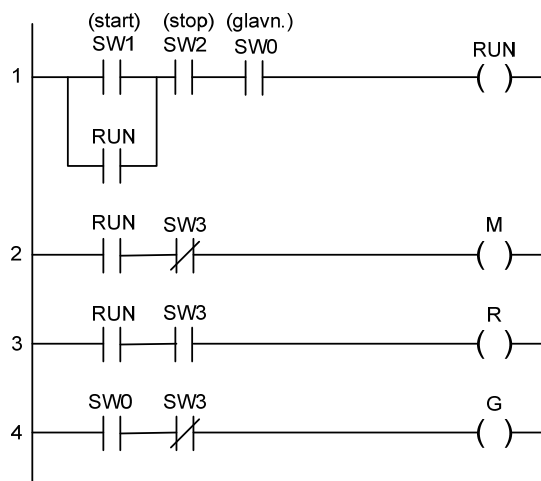 (start) (stop) (glavn.)
SW1 SW2 SW0 RUN
1
RUN
RUN SW3 M
2
RUN SW3 R
3
SW0 SW3 G
4